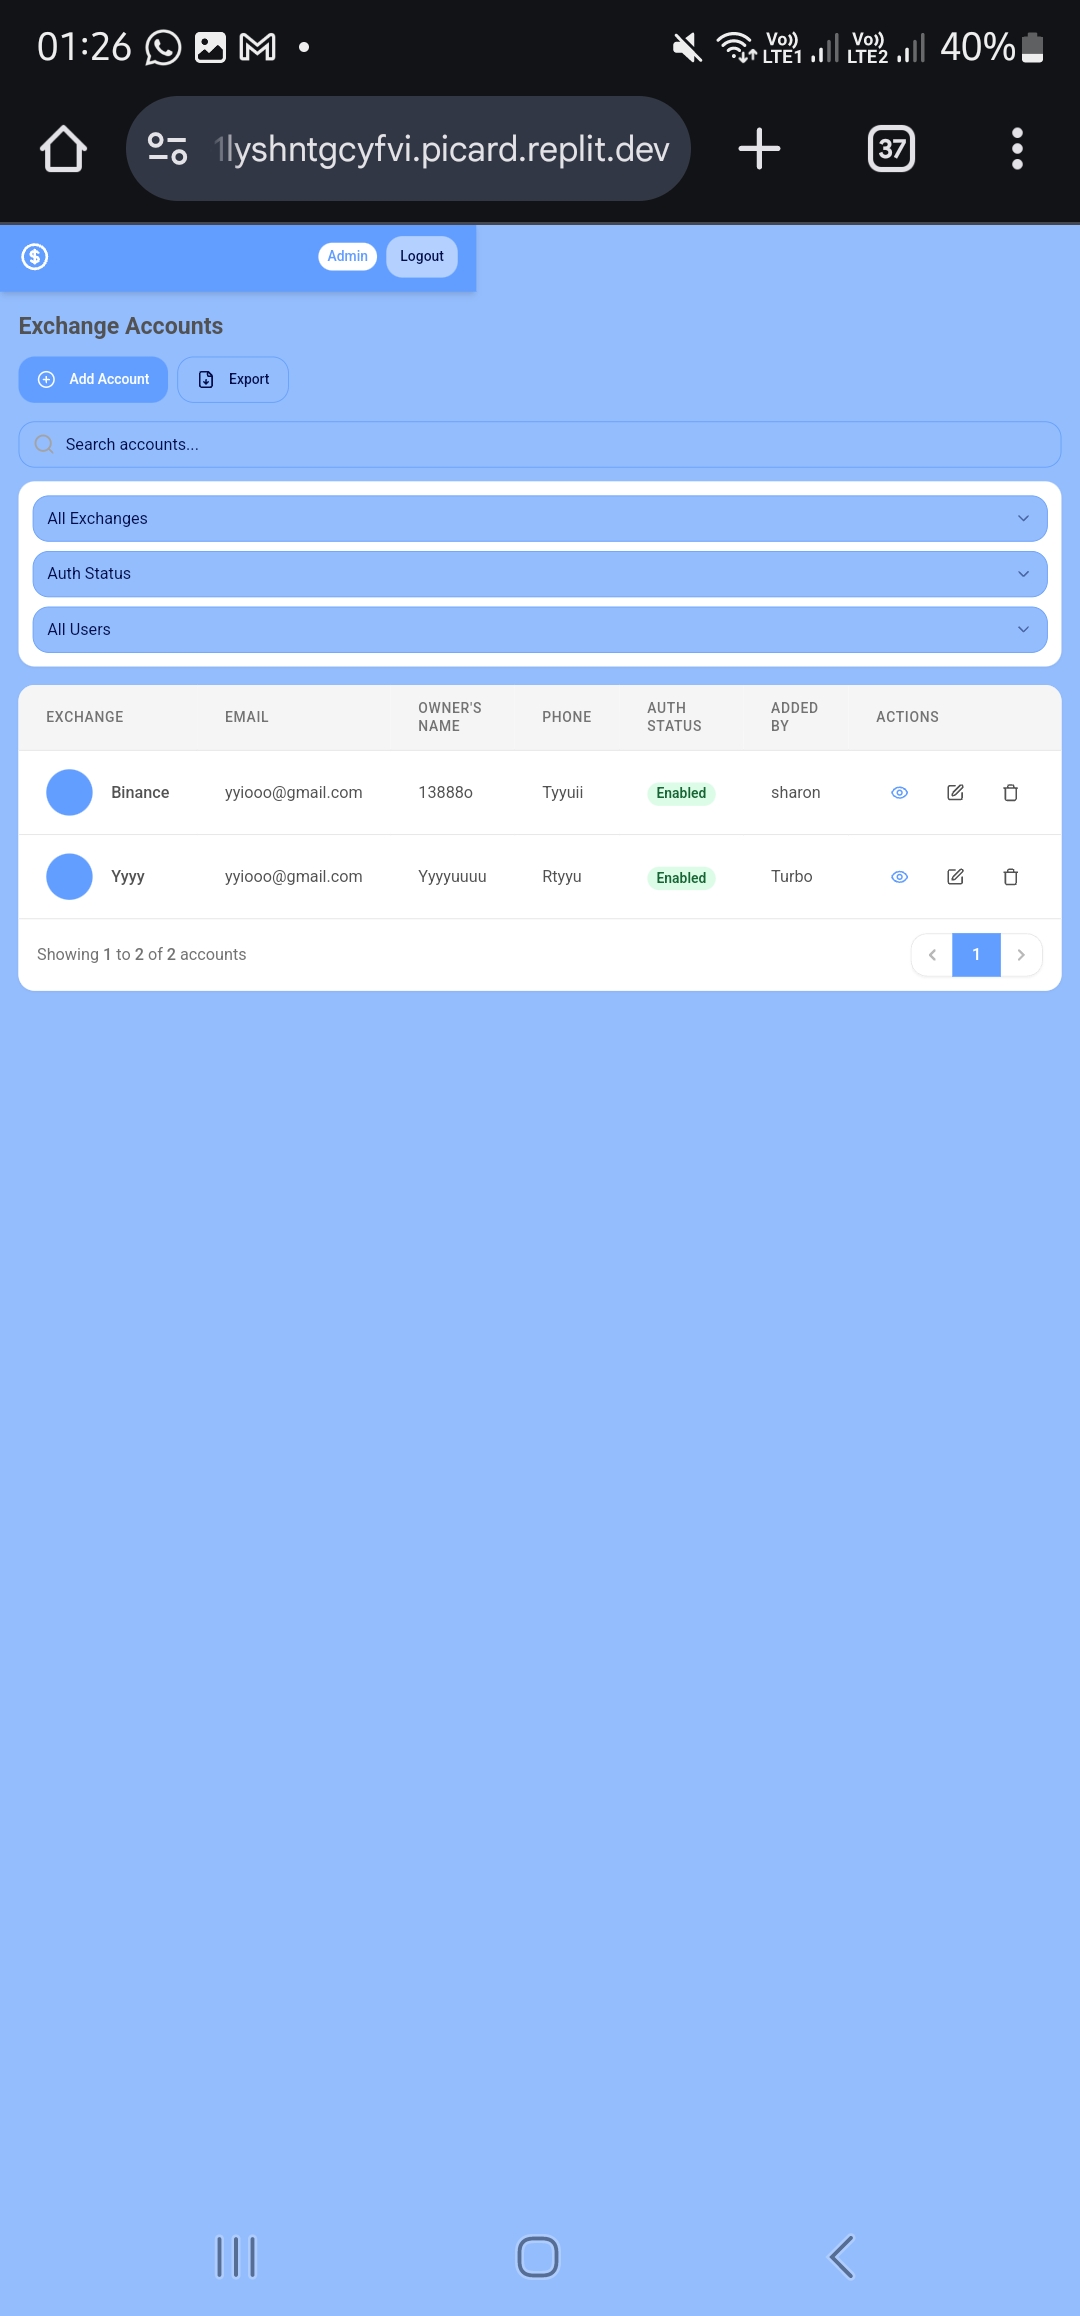 01:26 Vo)) LTE1 Vo)) LTE2 40%
1lyshntgcyfvi.picard.replit.dev 37
$ Admin Logout
Exchange Accounts
Add Account Export
Search accounts...
All Exchanges
Auth Status
All Users
EXCHANGE EMAIL OWNER'S NAME PHONE AUTH STATUS ADDED BY ACTIONS
Binance yyiooo@gmail.com 13888o Tyyuii Enabled sharon
Yyyy yyiooo@gmail.com Yyyyuuuu Rtyyu Enabled Turbo
Showing 1 to 2 of 2 accounts 1